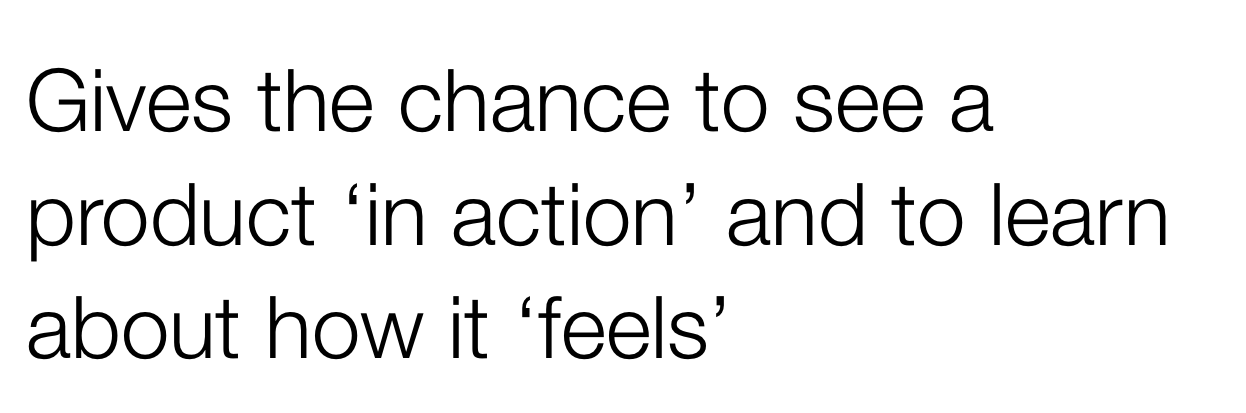 Gives the chance to see a
product ‘in action’ and to learn
about how it ‘feels’